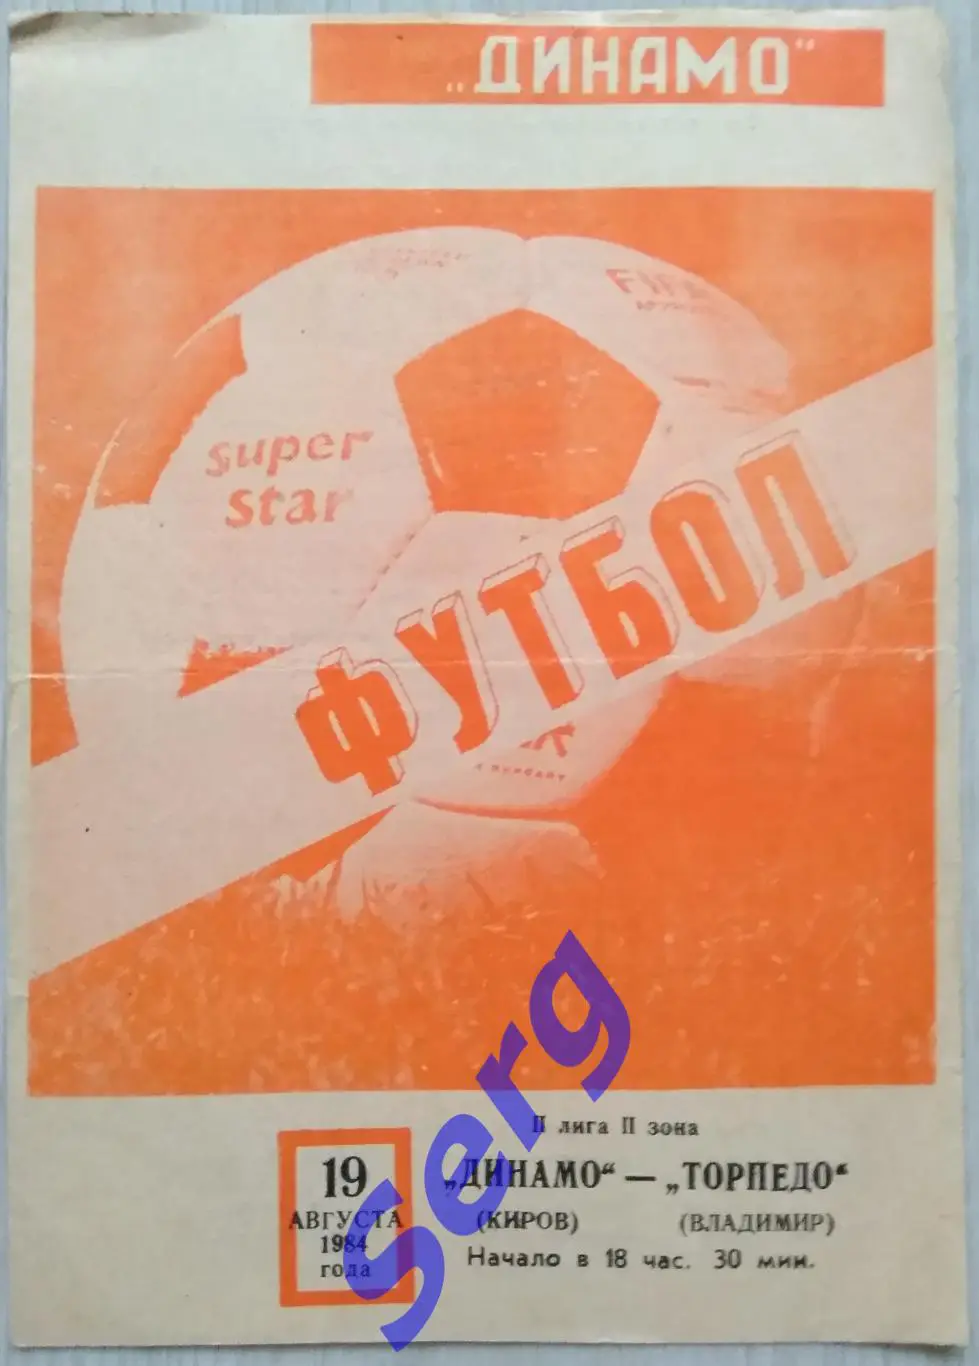 „ДИНАМО“
FIFA
super
star
ФУТБОЛ
II лига II зона
19
АВГУСТА
1984
года
„ДИНАМО“ — „ТОРПЕДО“
(КИРОВ) (ВЛАДИМИР)
Начало в 18 час. 30 мин.
Serg